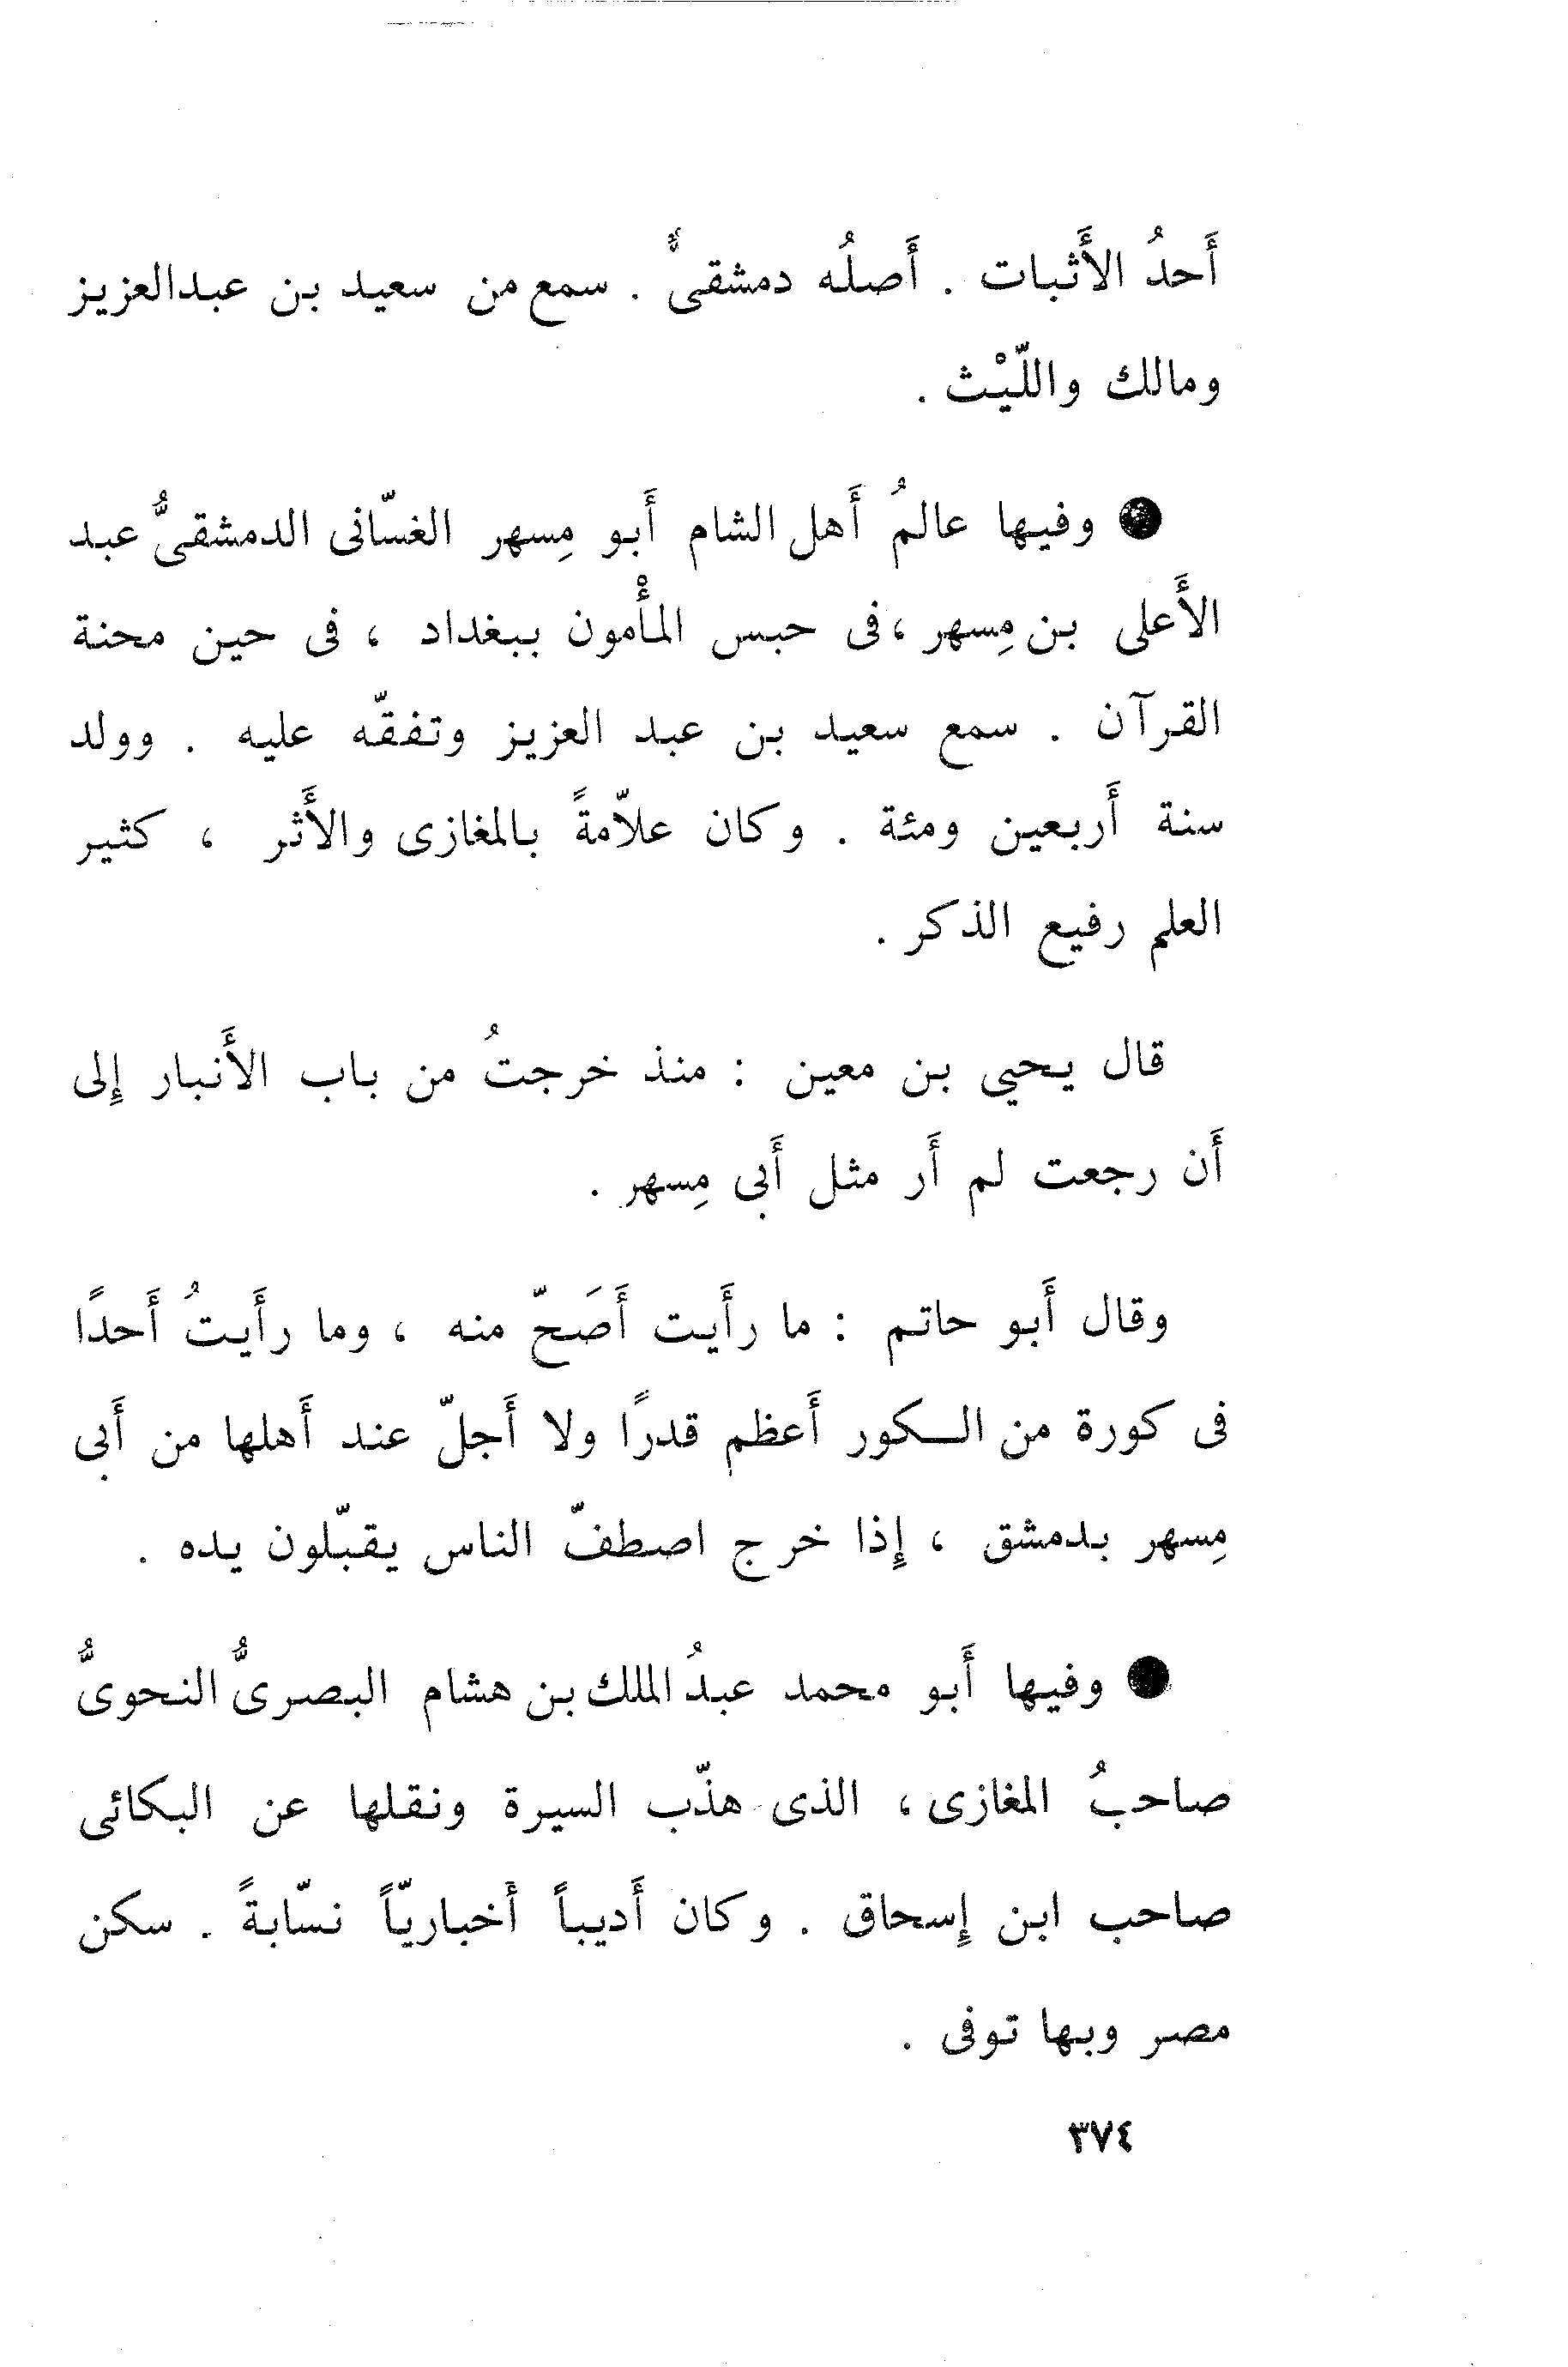 أَحدُ الأَثبات . أَصلُه دمشقىٌّ . سمع من سعيد بن عبدالعزيز
ومالك واللّيْث .
● وفيها عالمُ أَهل الشام أَبو مِسهر الغسّانى الدمشقىُّ عبد
الأَعلى بن مِسهر ، فى حبس المأْمون ببغداد ، فى حين محنة
القرآن . سمع سعيد بن عبد العزيز وتفقّه عليه . وولد
سنة أَربعين ومئة . وكان علاّمةً بالمغازى والأَثر ، كثير
العلم رفيع الذكر .
قال يحيي بن معين : منذ خرجتُ من باب الأَنبار إِلى
أَن رجعت لم أَر مثل أَبى مِسهر .
وقال أَبو حاتم : ما رأَيت أَصَحّ منه ، وما رأَيتُ أَحدًا
فى كورة من الـكور أَعظم قدرًا ولا أَجلّ عند أَهلها من أَبى
مِسهر بدمشق ، إِذا خرج اصطفّ الناس يقبّلون يده .
● وفيها أَبو محمد عبدُ الملك بن هشام البصرىُّ النحوىُّ
صاحبُ المغازى ، الذى هذّب السيرة ونقلها عن البكائى
صاحب ابن إِسحاق . وكان أَديباً أَخباريّاً نسّابةً . سكن
مصر وبها توفى .
٣٧٤